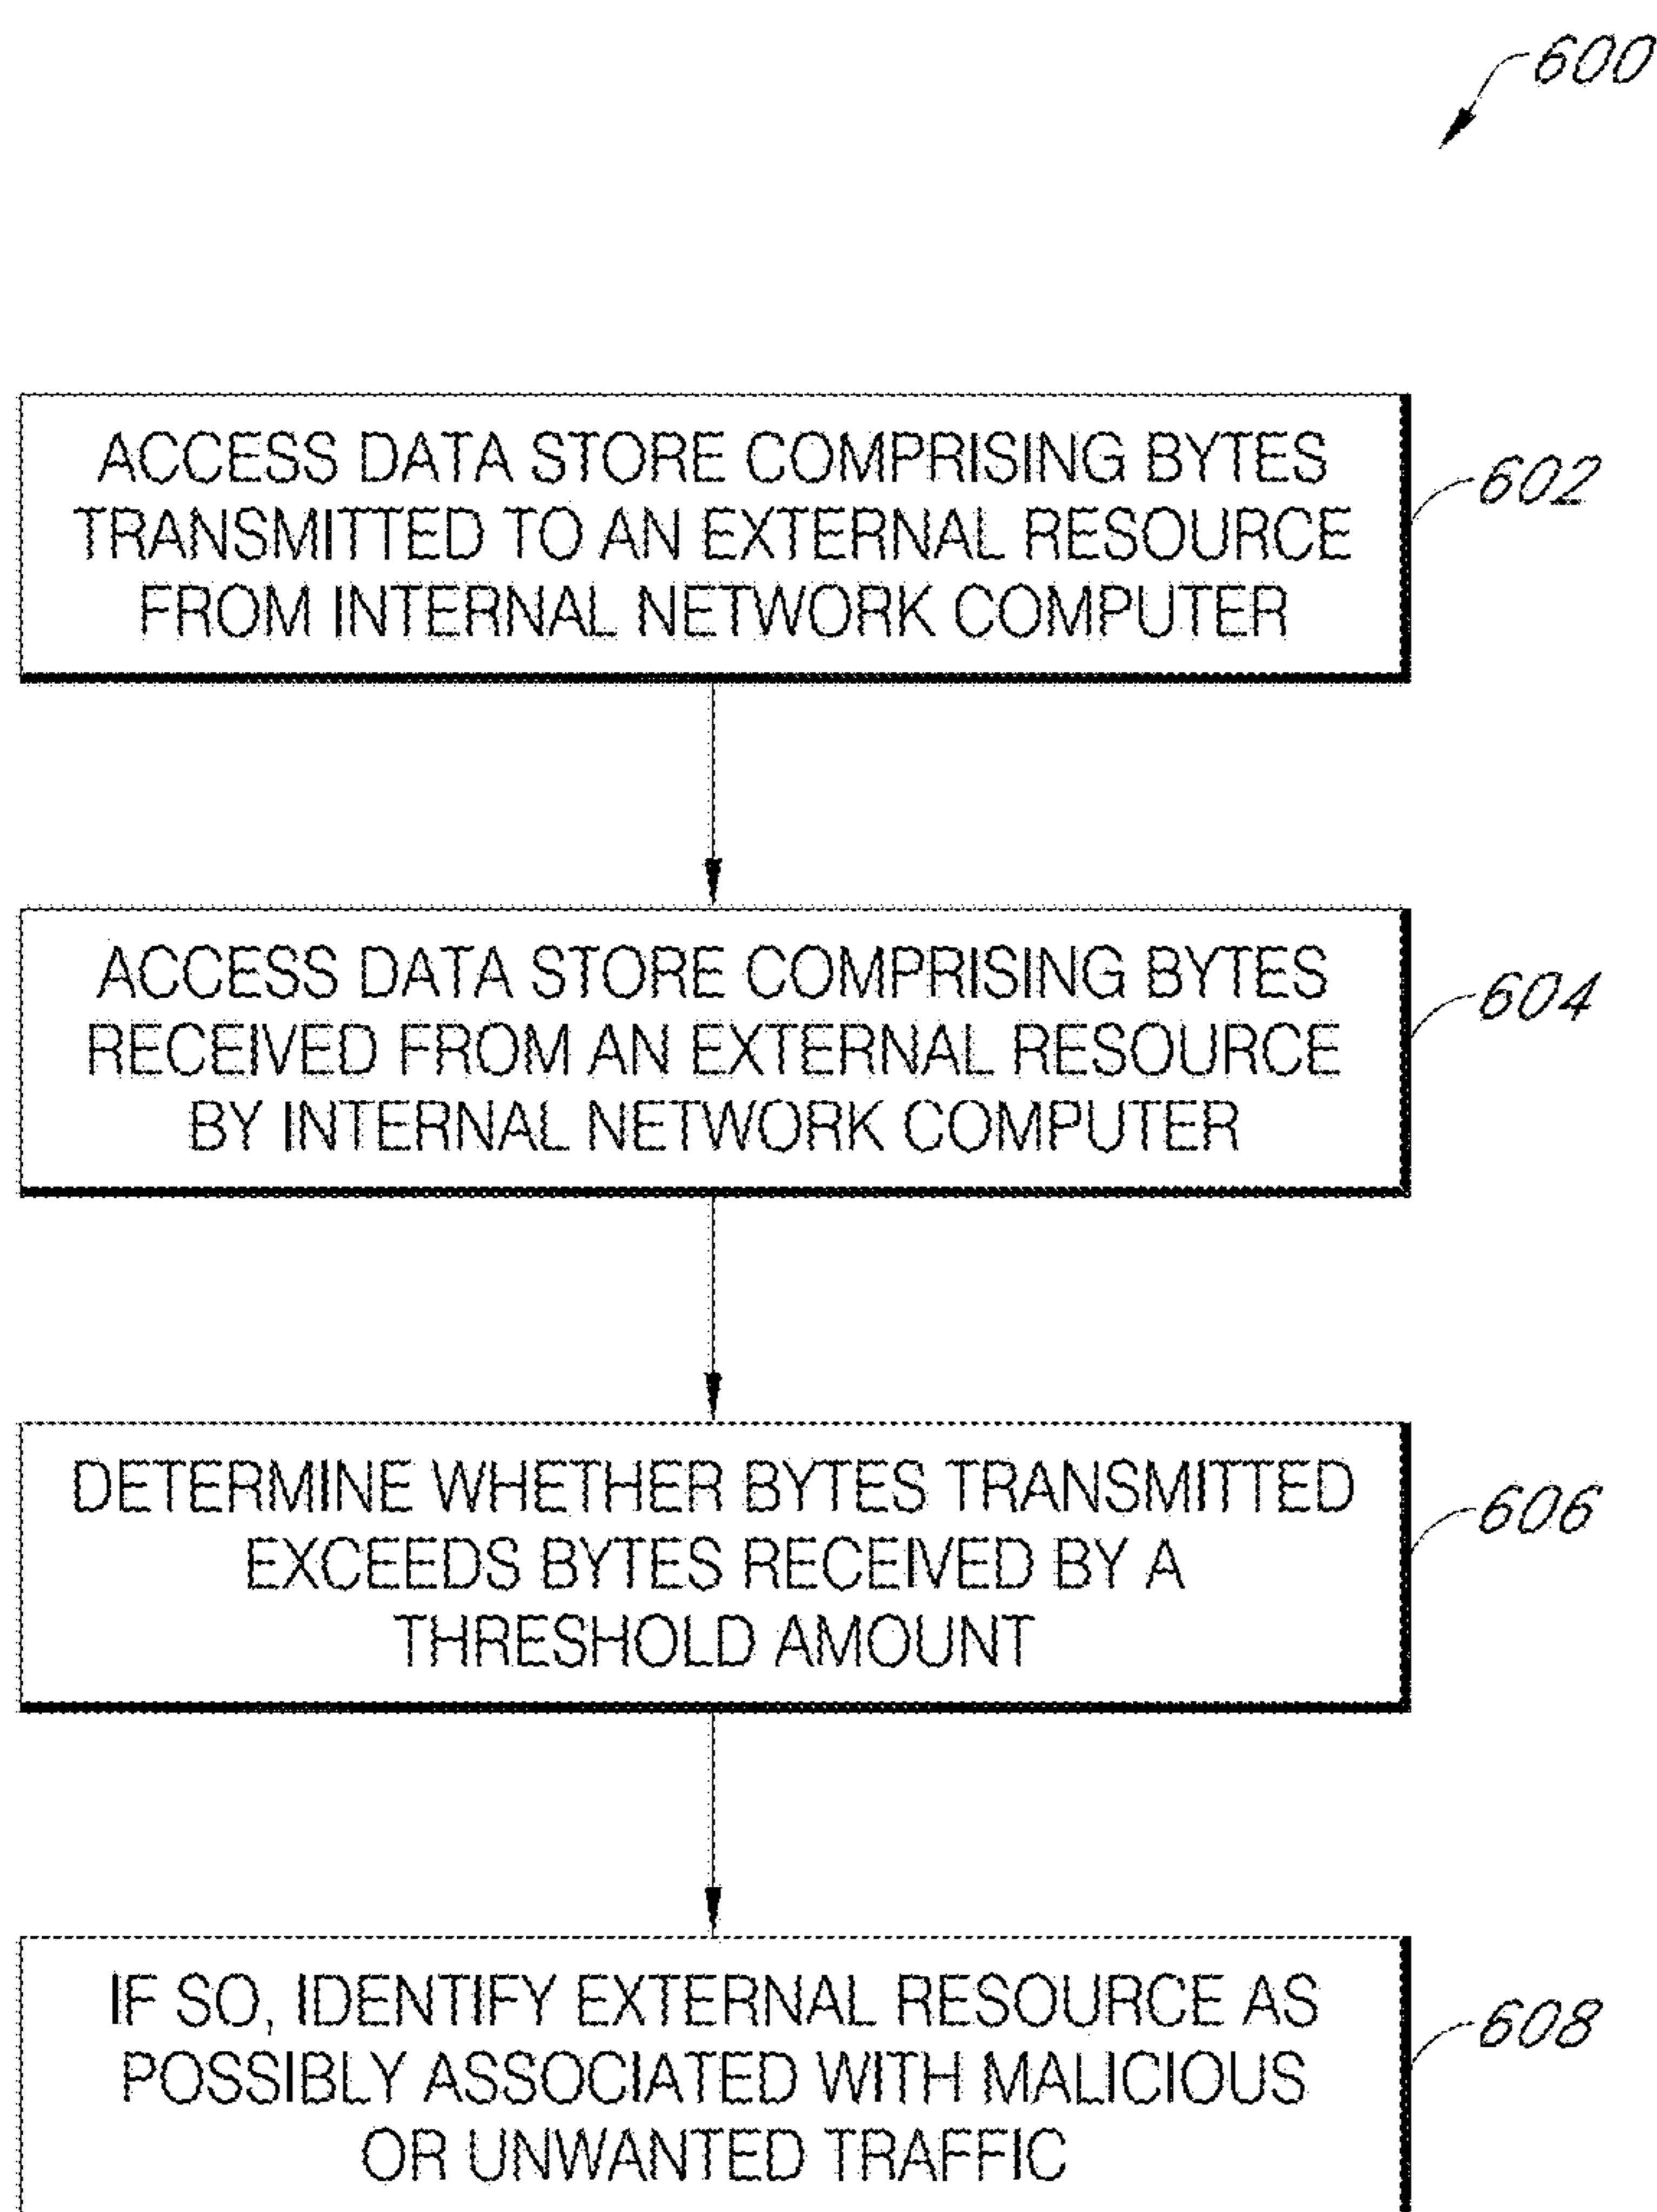 600
ACCESS DATA STORE COMPRISING BYTES
TRANSMITTED TO AN EXTERNAL RESOURCE
FROM INTERNAL NETWORK COMPUTER
602
ACCESS DATA STORE COMPRISING BYTES
RECEIVED FROM AN EXTERNAL RESOURCE
BY INTERNAL NETWORK COMPUTER
604
DETERMINE WHETHER BYTES TRANSMITTED
EXCEEDS BYTES RECEIVED BY A
THRESHOLD AMOUNT
606
IF SO, IDENTIFY EXTERNAL RESOURCE AS
POSSIBLY ASSOCIATED WITH MALICIOUS
OR UNWANTED TRAFFIC
608